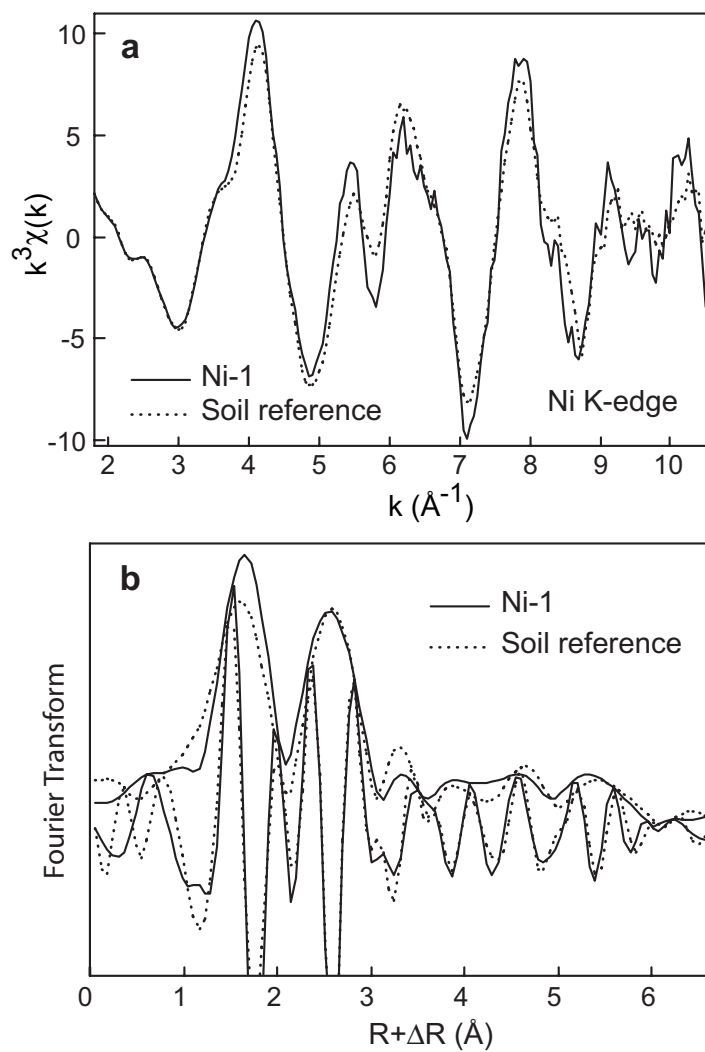 a
10
5
0
-5
-10
k³χ(k)
Ni-1
Soil reference
Ni K-edge
2 3 4 5 6 7 8 9 10
k (Å⁻¹)
b
Ni-1
Soil reference
Fourier Transform
0 1 2 3 4 5 6
R+ΔR (Å)